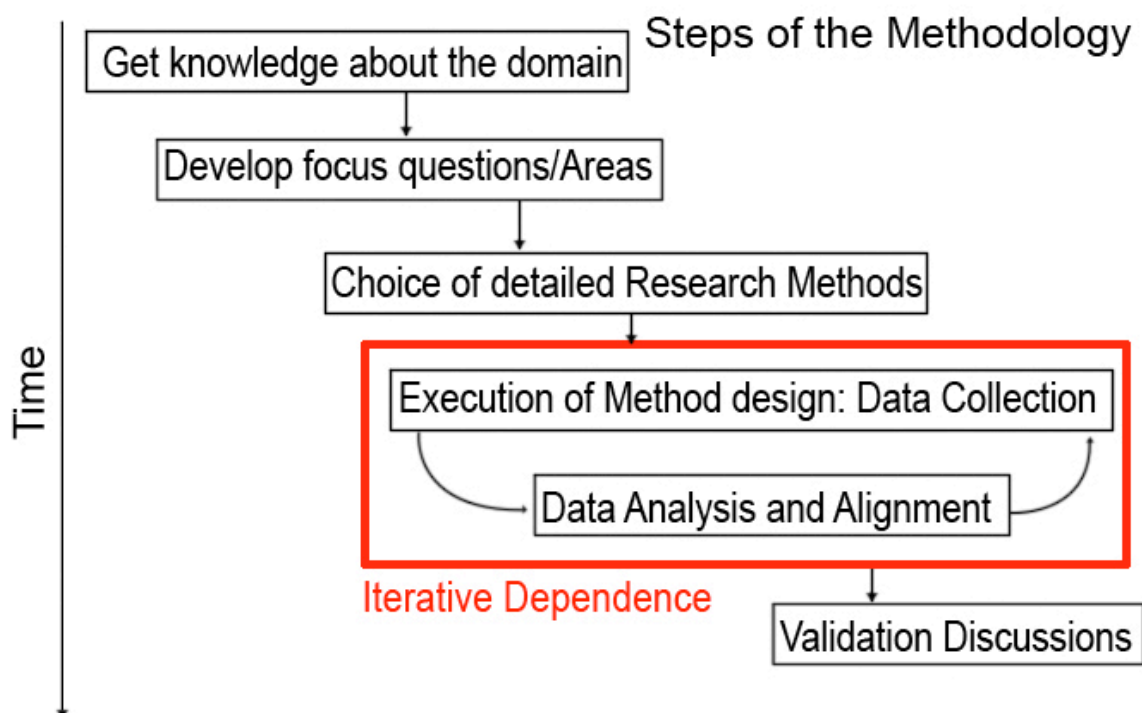 Steps of the Methodology
Get knowledge about the domain
Develop focus questions/Areas
Choice of detailed Research Methods
Time
Execution of Method design: Data Collection
Data Analysis and Alignment
Iterative Dependence
Validation Discussions